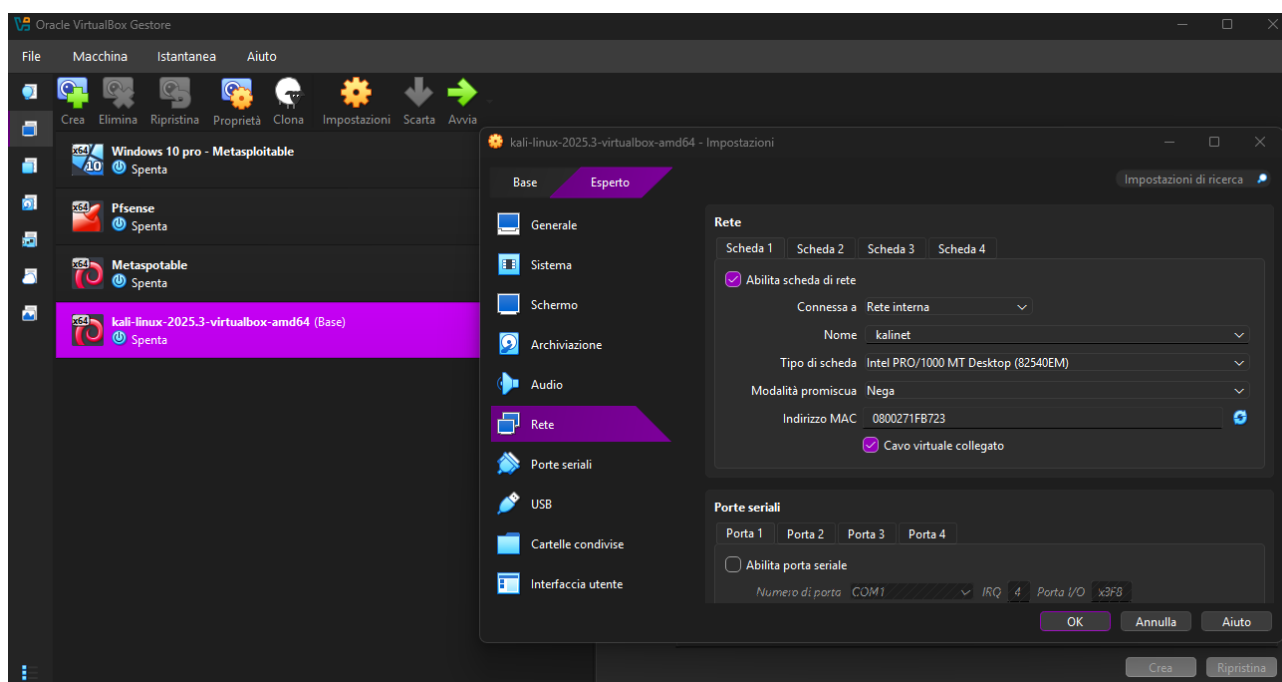 Oracle VirtualBox Gestore
File Macchina Istantanea Aiuto
Crea Elimina Ripristina Proprietà Clona Impostazioni Scarta Avvia
x64 10 Windows 10 pro - Metasploitable
Spenta
x64 Pfsense
Spenta
x64 Metaspotable
Spenta
x64 kali-linux-2025.3-virtualbox-amd64 (Base)
Spenta
kali-linux-2025.3-virtualbox-amd64 - Impostazioni
Base Esperto Impostazioni di ricerca
Generale
Sistema
Schermo
Archiviazione
Audio
Rete
Porte seriali
USB
Cartelle condivise
Interfaccia utente
Rete
Scheda 1 Scheda 2 Scheda 3 Scheda 4
Abilita scheda di rete
Connessa a Rete interna
Nome kalinet
Tipo di scheda Intel PRO/1000 MT Desktop (82540EM)
Modalità promiscua Nega
Indirizzo MAC 0800271FB723
Cavo virtuale collegato
Porte seriali
Porta 1 Porta 2 Porta 3 Porta 4
Abilita porta seriale
Numero di porta COM1 IRQ 4 Porta I/O x3F8
OK Annulla Aiuto
Crea Ripristina